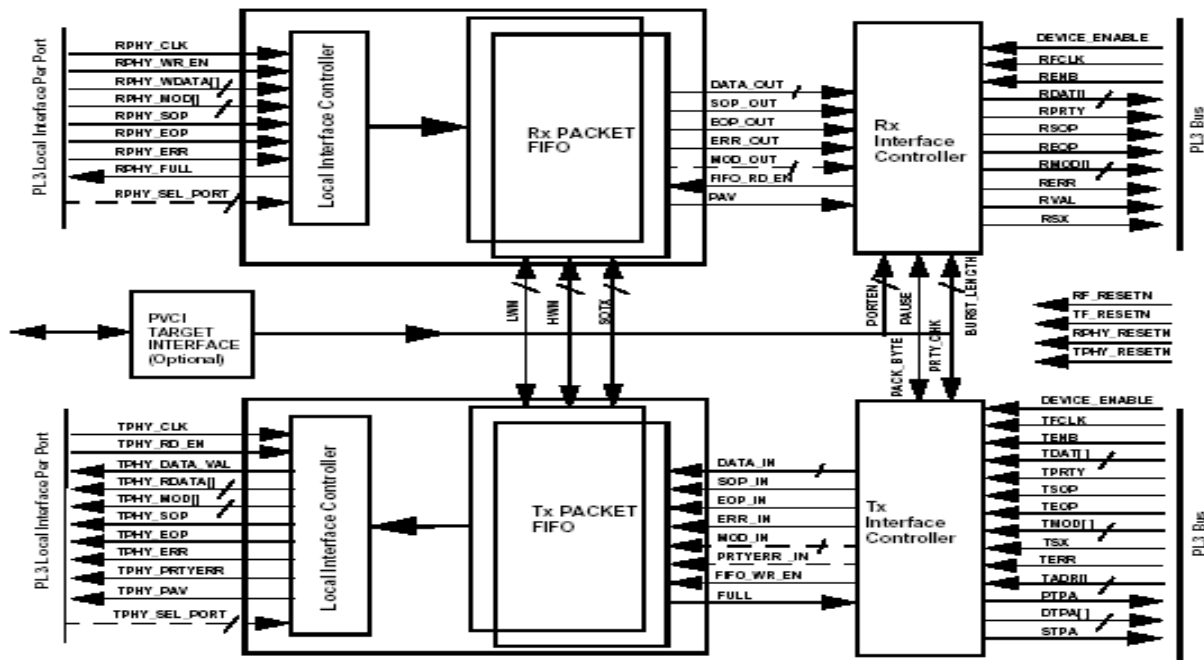 PL3 Local Interface Per Port
RPHY_CLK
RPHY_WR_EN
RPHY_WDATA[]
RPHY_MOD[]
RPHY_SOP
RPHY_EOP
RPHY_ERR
RPHY_FULL
RPHY_SEL_PORT
Local Interface Controller
Rx PACKET
FIFO
DATA_OUT
SOP_OUT
EOP_OUT
ERR_OUT
MOD_OUT
FIFO_RD_EN
PAV
Rx
Interface
Controller
DEVICE_ENABLE
RFCLK
RENB
RDAT[]
RPRTY
RSOP
REOP
RMOD[]
RERR
RVAL
RSX
PL3 Bus
PVCI
TARGET
INTERFACE
(Optional)
LWM
HWM
SOTX
PORTEN
PAUSE
BURST_LENGTH
PACK_BYTE
PRTY_CHK
RF_RESETN
TF_RESETN
RPHY_RESETN
TPHY_RESETN
PL3 Local Interface Per Port
TPHY_CLK
TPHY_RD_EN
TPHY_DATA_VAL
TPHY_RDATA[]
TPHY_MOD[]
TPHY_SOP
TPHY_EOP
TPHY_ERR
TPHY_PRTYERR
TPHY_PAV
TPHY_SEL_PORT
Local Interface Controller
Tx PACKET
FIFO
DATA_IN
SOP_IN
EOP_IN
ERR_IN
MOD_IN
PRTYERR_IN
FIFO_WR_EN
FULL
Tx
Interface
Controller
DEVICE_ENABLE
TFCLK
TENB
TDAT[ ]
TPRTY
TSOP
TEOP
TMOD[ ]
TSX
TERR
TADR[]
PTPA
DTPA[ ]
STPA
PL3 Bus